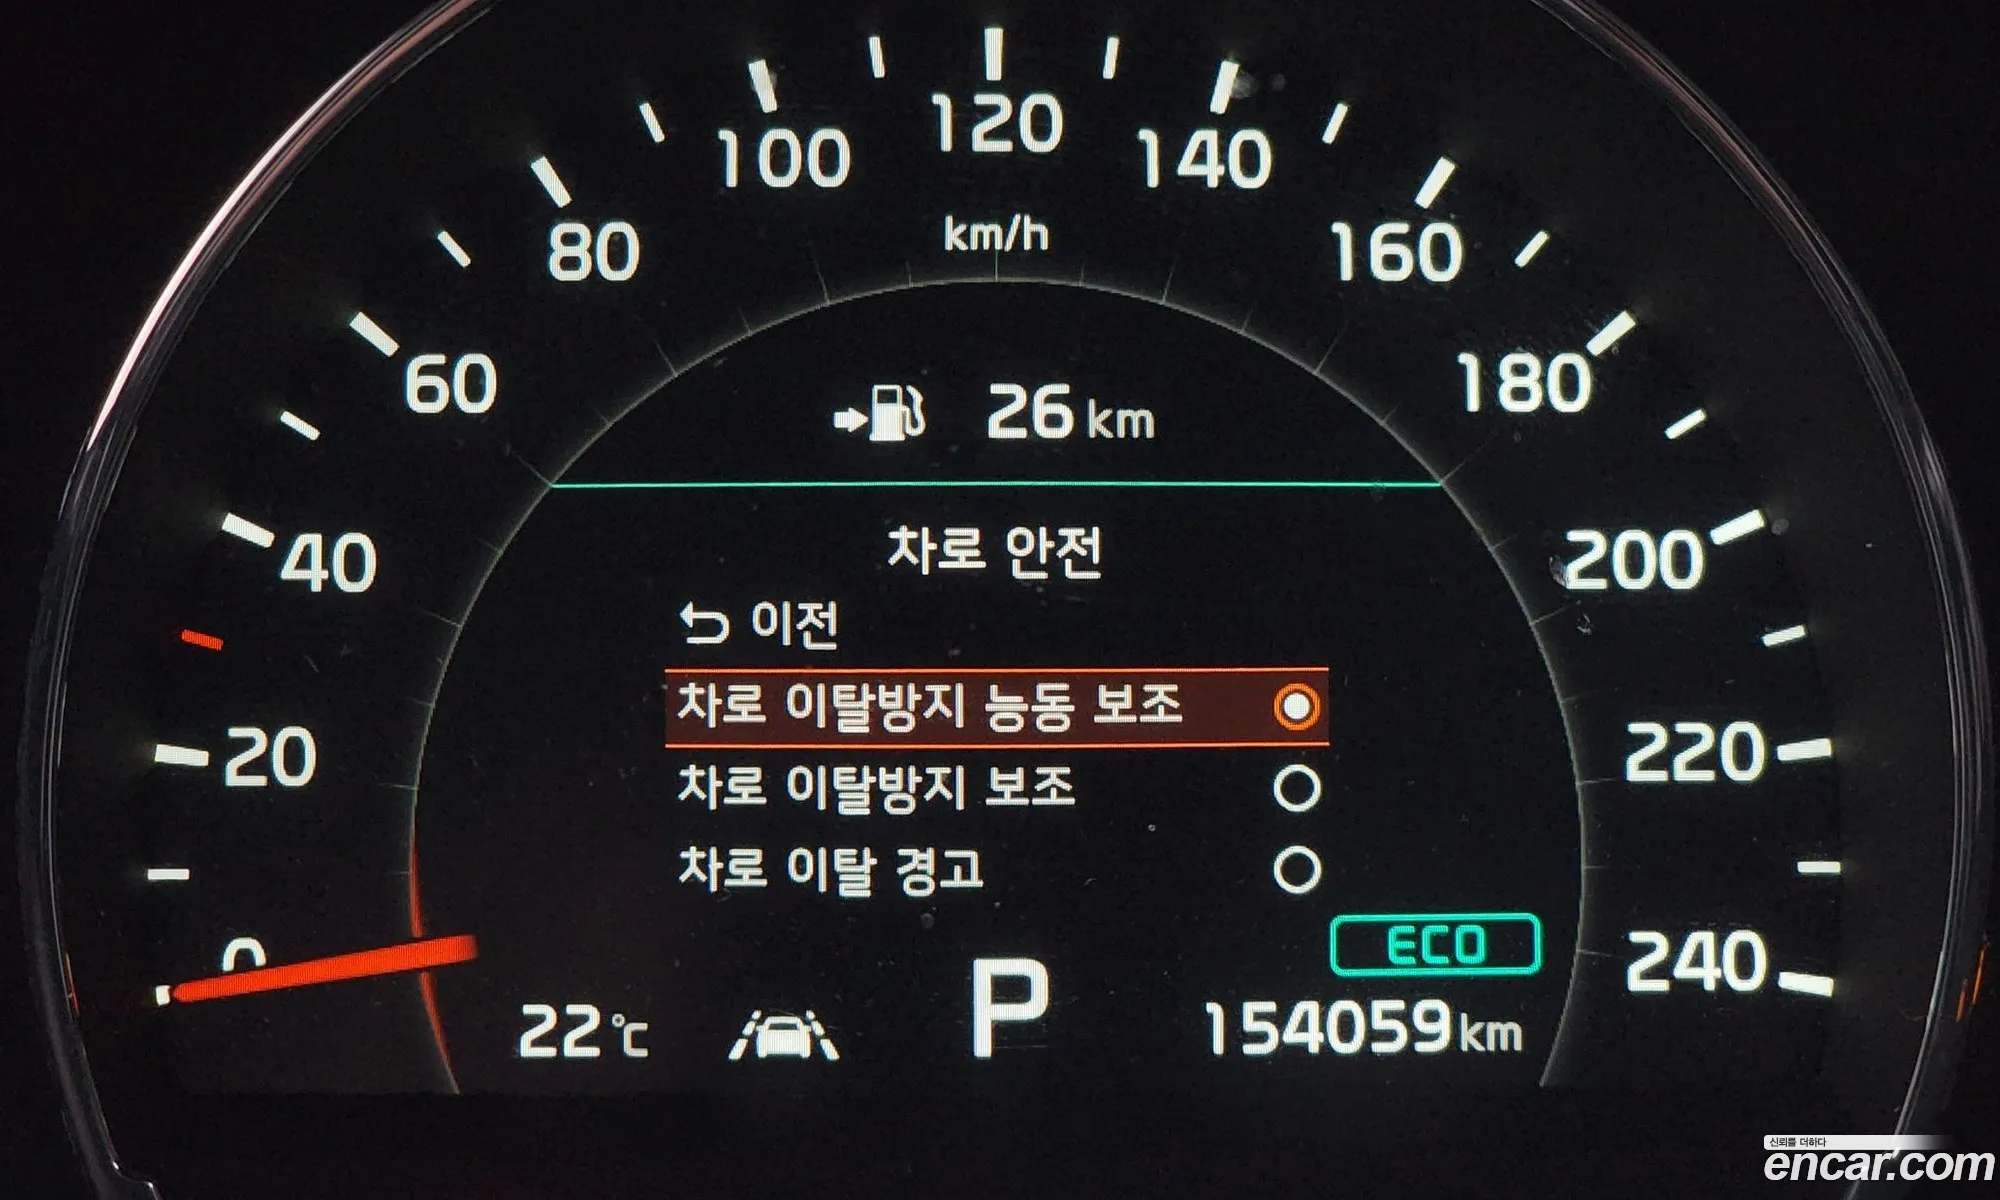 120
100
140
80
160
km/h
60
180
26 km
차로 안전
40
200
이전
차로 이탈방지 능동 보조
20
220
차로 이탈방지 보조
차로 이탈 경고
ECO
0
240
22℃
P
154059 km
신뢰를 더하다
encar.com